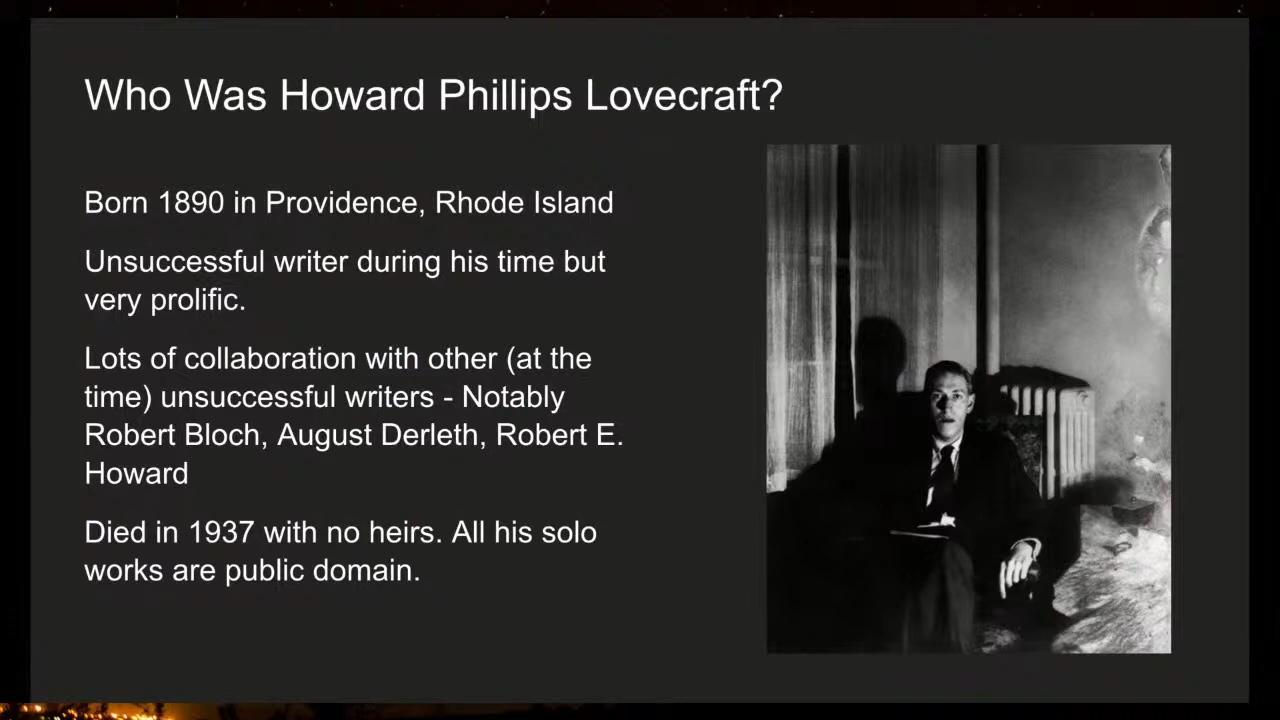 Who Was Howard Phillips Lovecraft?
Born 1890 in Providence, Rhode Island
Unsuccessful writer during his time but
very prolific.
Lots of collaboration with other (at the
time) unsuccessful writers - Notably
Robert Bloch, August Derleth, Robert E.
Howard
Died in 1937 with no heirs. All his solo
works are public domain.